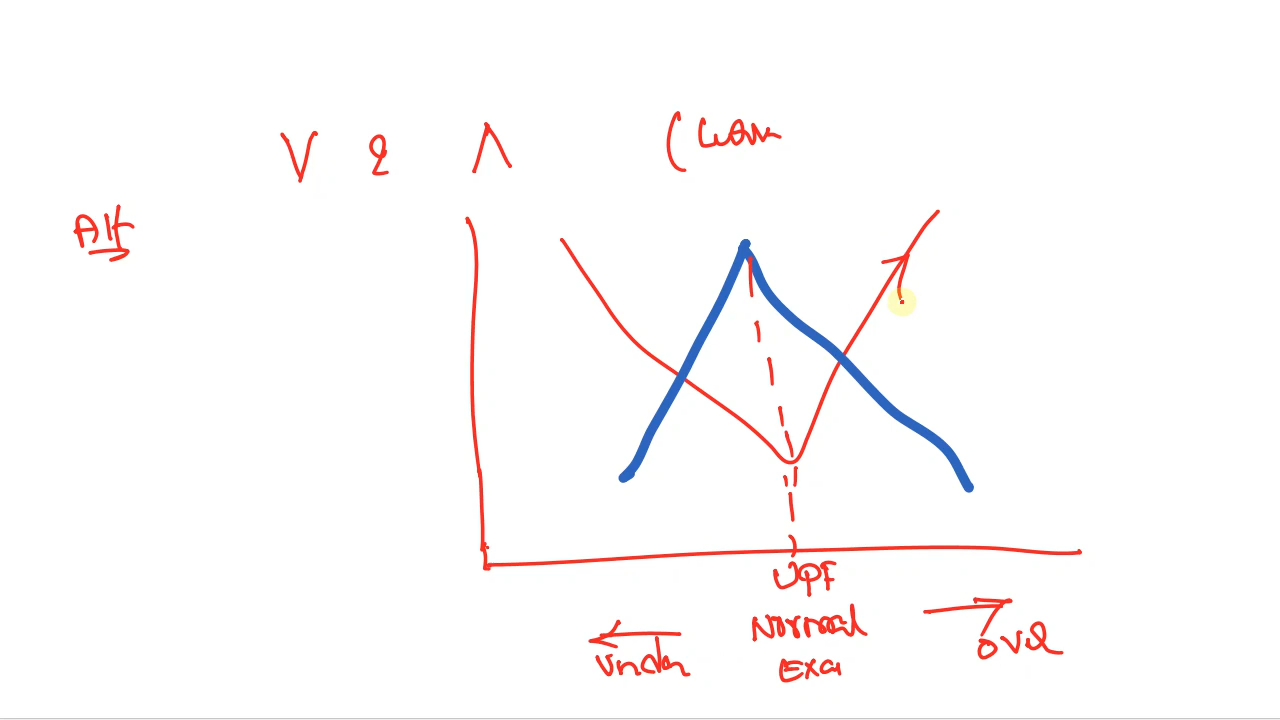 V & Λ
Alt
UPF
Normal
Exci
under
over